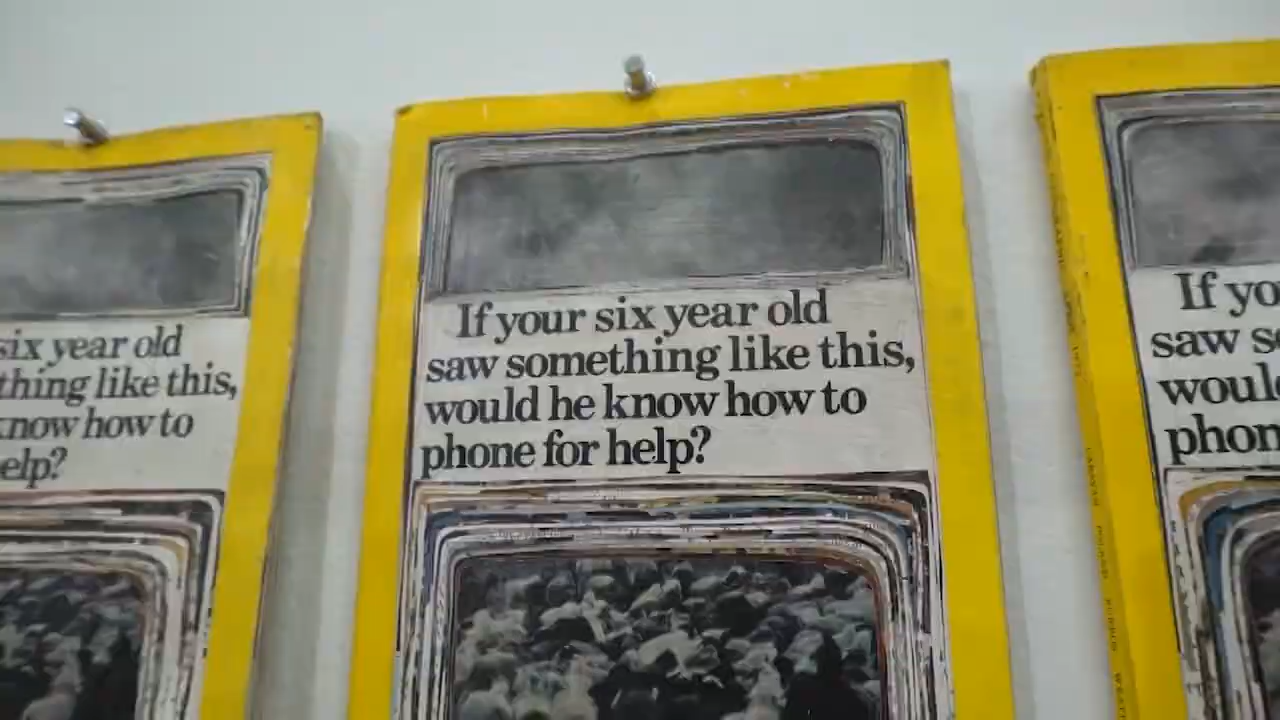 six year old
thing like this,
know how to
elp?
If your six year old
saw something like this,
would he know how to
phone for help?
If yo
saw s
would
phon